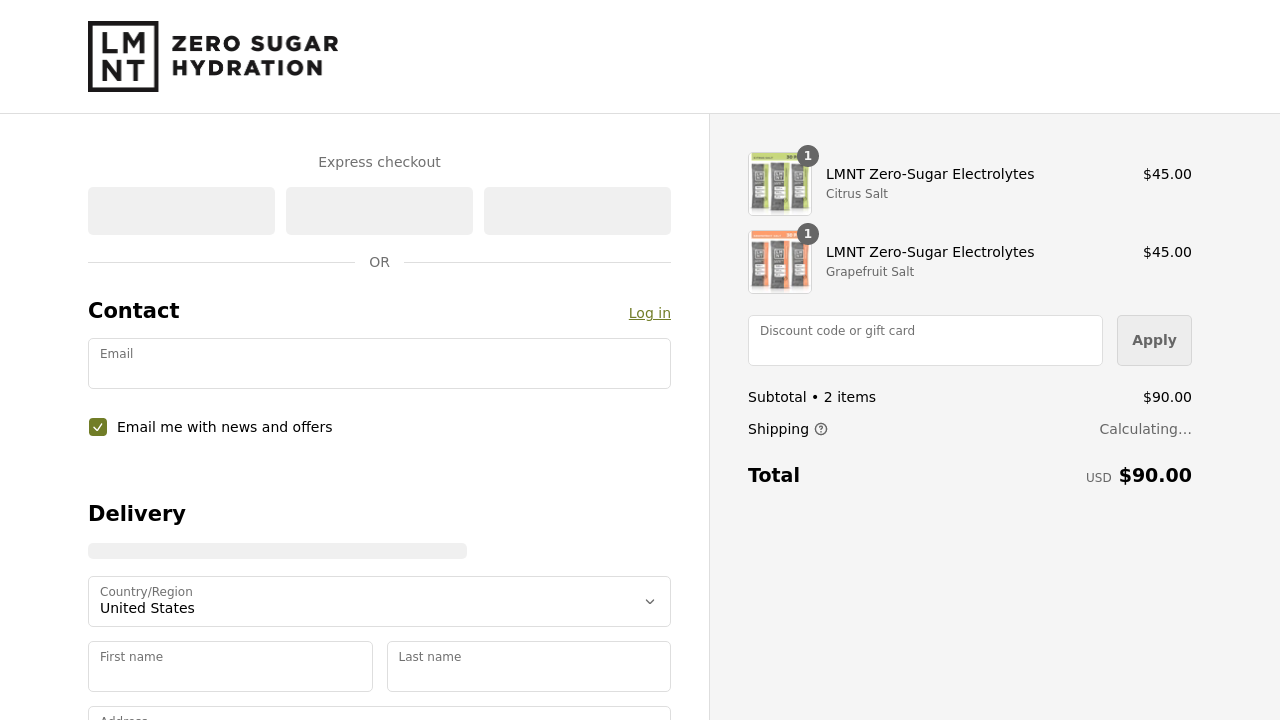 LM
NT
ZERO SUGAR
HYDRATION
Express checkout
OR
Contact
Log in
Email
Email me with news and offers
Delivery
Country/Region
United States
First name
Last name
Address
1
LMNT Zero-Sugar Electrolytes
$45.00
Citrus Salt
1
LMNT Zero-Sugar Electrolytes
$45.00
Grapefruit Salt
Discount code or gift card
Apply
Subtotal • 2 items
$90.00
Shipping
Calculating…
Total
USD $90.00